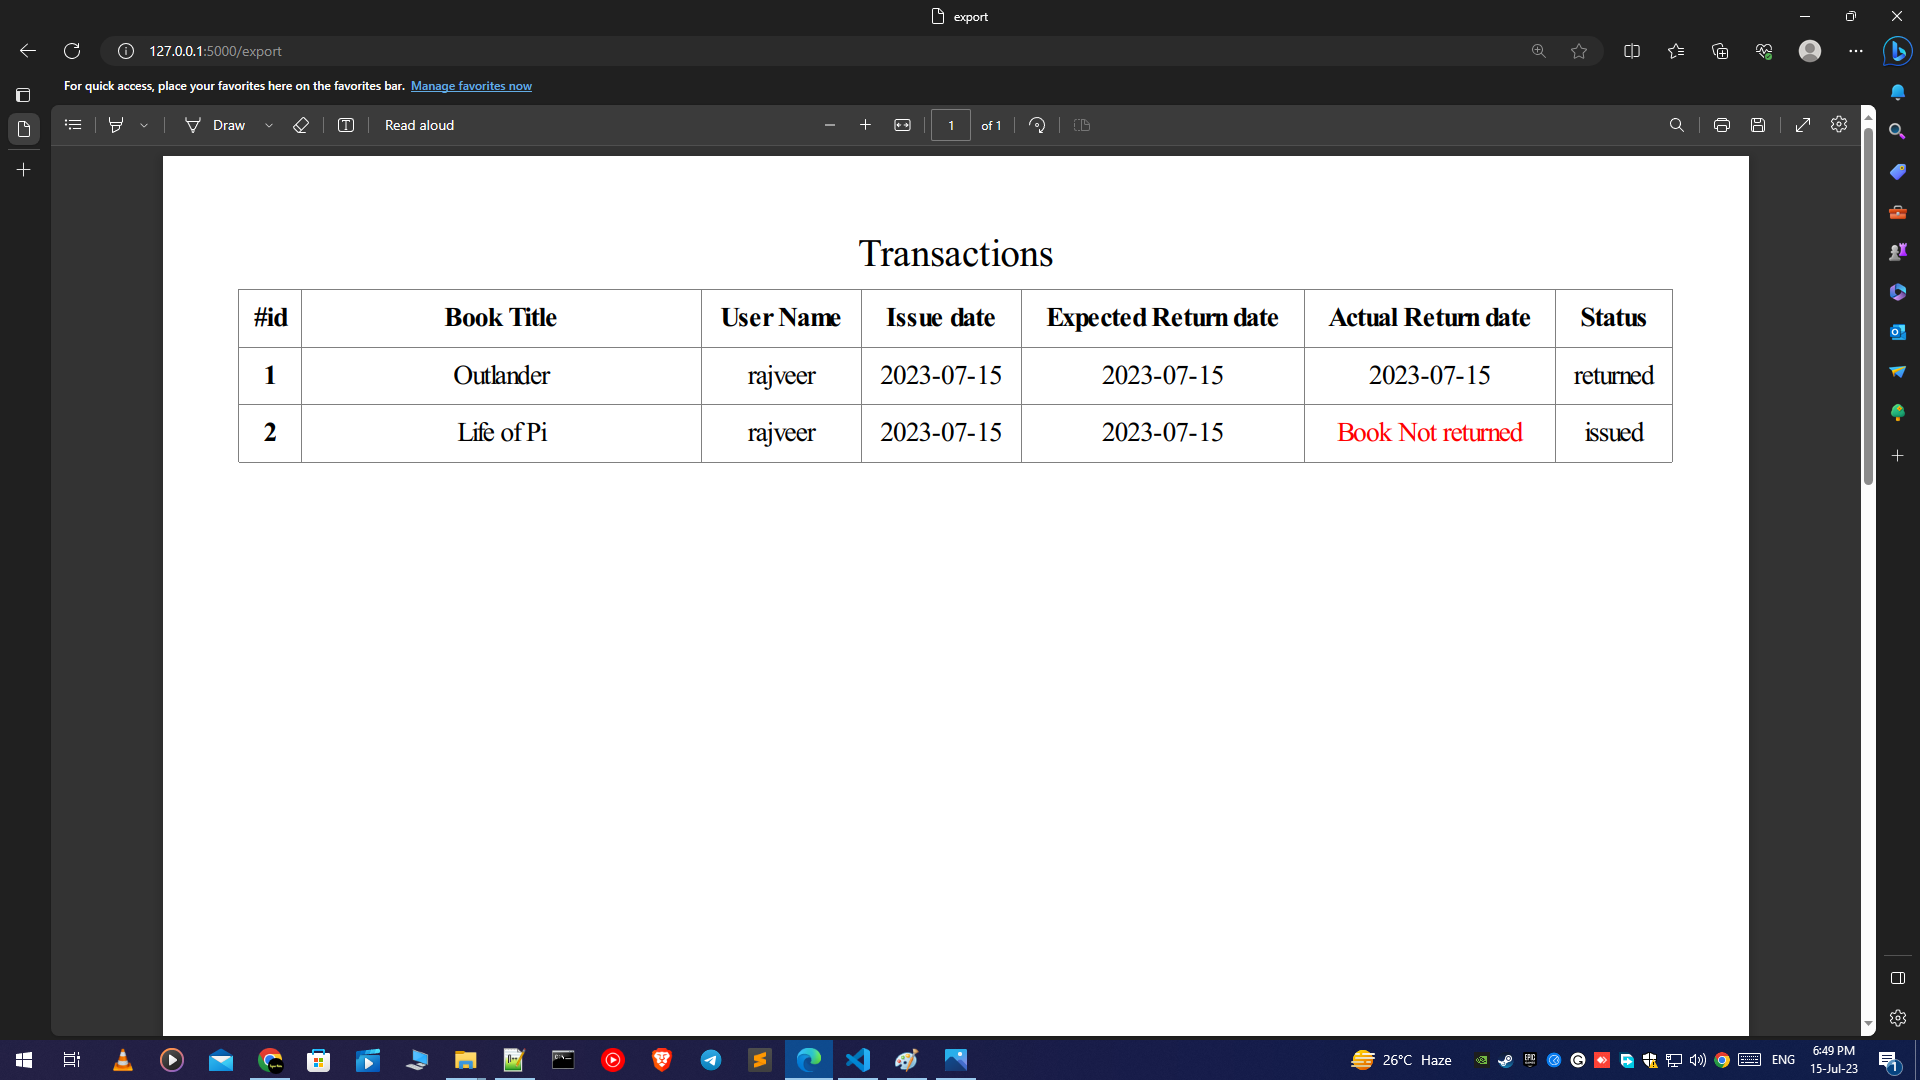 export
127.0.0.1:5000/export
For quick access, place your favorites here on the favorites bar. Manage favorites now
Draw Read aloud 1 of 1
Transactions
#id Book Title User Name Issue date Expected Return date Actual Return date Status
1 Outlander rajveer 2023-07-15 2023-07-15 2023-07-15 returned
2 Life of Pi rajveer 2023-07-15 2023-07-15 Book Not returned issued
26°C Haze ENG 6:49 PM
15-Jul-23 1